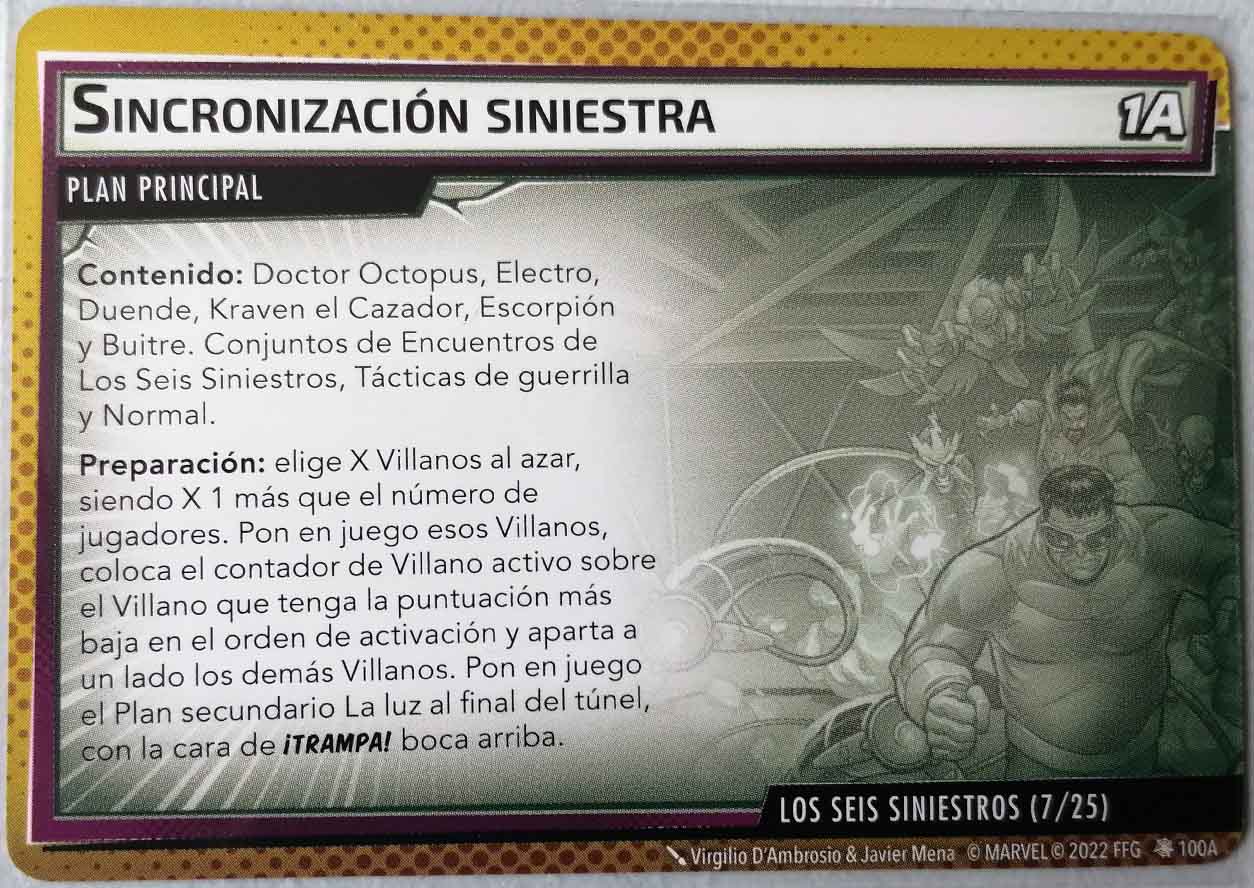 SINCRONIZACIÓN SINIESTRA
1A
PLAN PRINCIPAL
Contenido: Doctor Octopus, Electro,
Duende, Kraven el Cazador, Escorpión
y Buitre. Conjuntos de Encuentros de
Los Seis Siniestros, Tácticas de guerrilla
y Normal.
Preparación: elige X Villanos al azar,
siendo X 1 más que el número de
jugadores. Pon en juego esos Villanos,
coloca el contador de Villano activo sobre
el Villano que tenga la puntuación más
baja en el orden de activación y aparta a
un lado los demás Villanos. Pon en juego
el Plan secundario La luz al final del túnel,
con la cara de ¡TRAMPA! boca arriba.
LOS SEIS SINIESTROS (7/25)
Virgilio D'Ambrosio & Javier Mena © MARVEL © 2022 FFG 100A